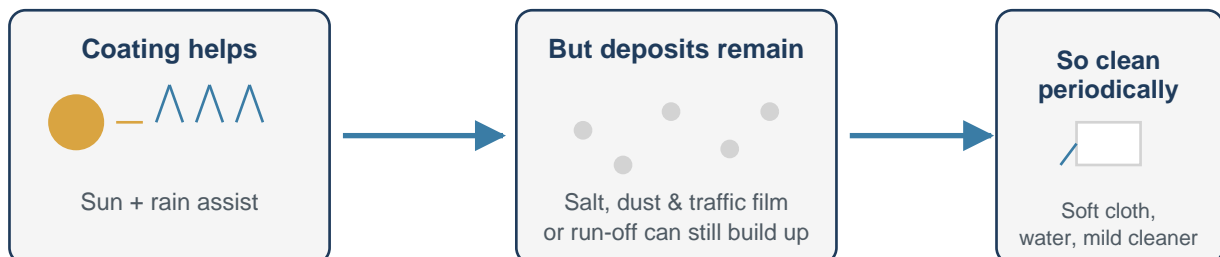 Coating helps
Sun + rain assist
But deposits remain
Salt, dust & traffic film
or run-off can still build up
So clean
periodically
Soft cloth,
water, mild cleaner